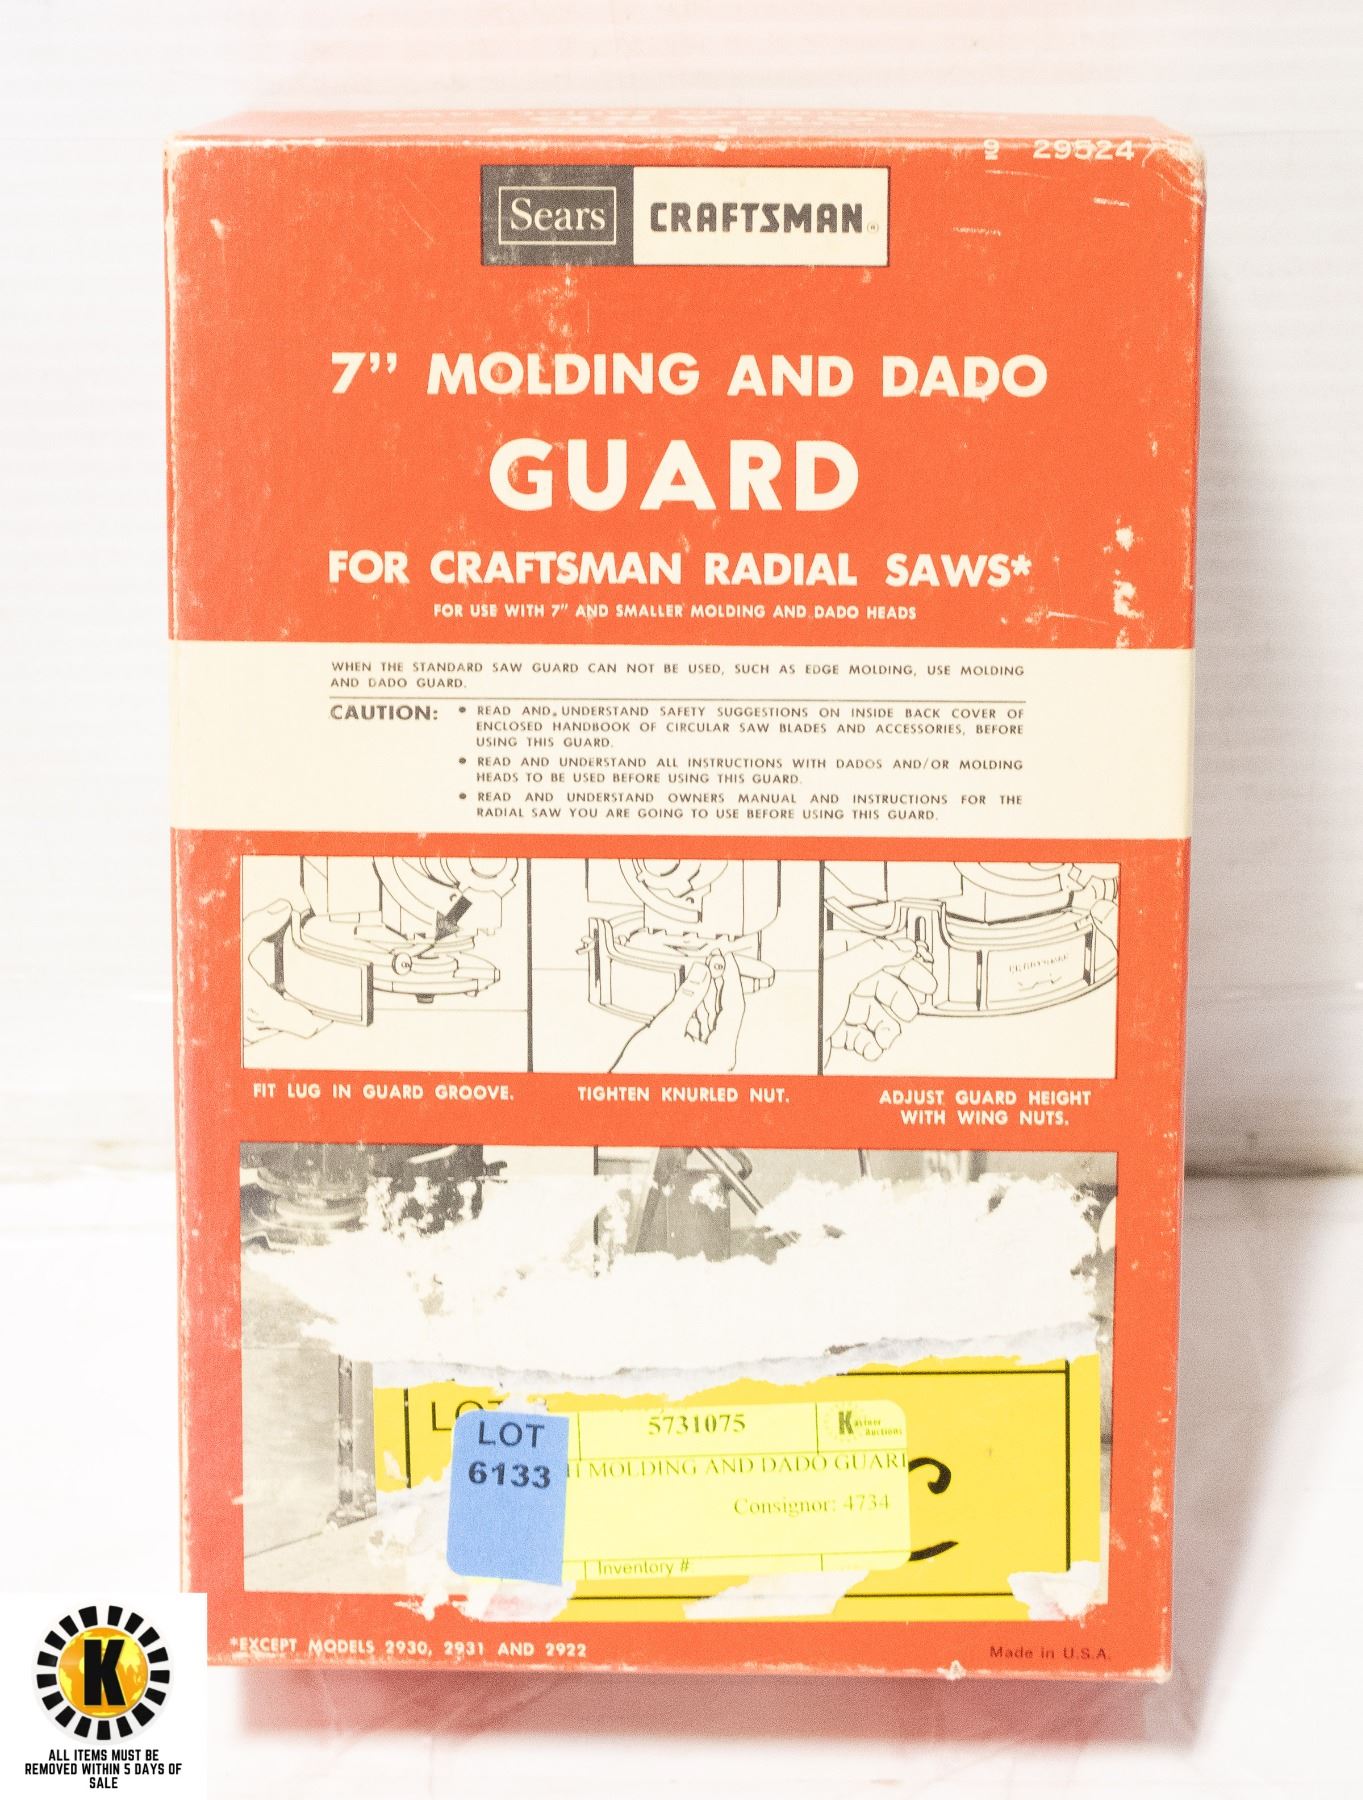 9 29524
Sears CRAFTSMAN®
7" MOLDING AND DADO
GUARD
FOR CRAFTSMAN RADIAL SAWS*
FOR USE WITH 7" AND SMALLER MOLDING AND DADO HEADS
WHEN THE STANDARD SAW GUARD CAN NOT BE USED, SUCH AS EDGE MOLDING, USE MOLDING
AND DADO GUARD.
CAUTION: • READ AND UNDERSTAND SAFETY SUGGESTIONS ON INSIDE BACK COVER OF
ENCLOSED HANDBOOK OF CIRCULAR SAW BLADES AND ACCESSORIES, BEFORE
USING THIS GUARD.
• READ AND UNDERSTAND ALL INSTRUCTIONS WITH DADOS AND/OR MOLDING
HEADS TO BE USED BEFORE USING THIS GUARD.
• READ AND UNDERSTAND OWNERS MANUAL AND INSTRUCTIONS FOR THE
RADIAL SAW YOU ARE GOING TO USE BEFORE USING THIS GUARD.
FIT LUG IN GUARD GROOVE.
TIGHTEN KNURLED NUT.
ADJUST GUARD HEIGHT
WITH WING NUTS.
LOT
LOT
6133
5731075
Kastner
Auctions
H MOLDING AND DADO GUARD
Consignor: 4734
Inventory #
*EXCEPT MODELS 2930, 2931 AND 2922
Made in U.S.A.
K
ALL ITEMS MUST BE
REMOVED WITHIN 5 DAYS OF
SALE